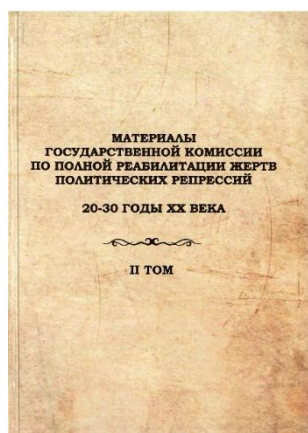 МАТЕРИАЛЫ
ГОСУДАРСТВЕННОЙ КОМИССИИ
ПО ПОЛНОЙ РЕАБИЛИТАЦИИ ЖЕРТВ
ПОЛИТИЧЕСКИХ РЕПРЕССИЙ
20-30 ГОДЫ XX ВЕКА
II ТОМ